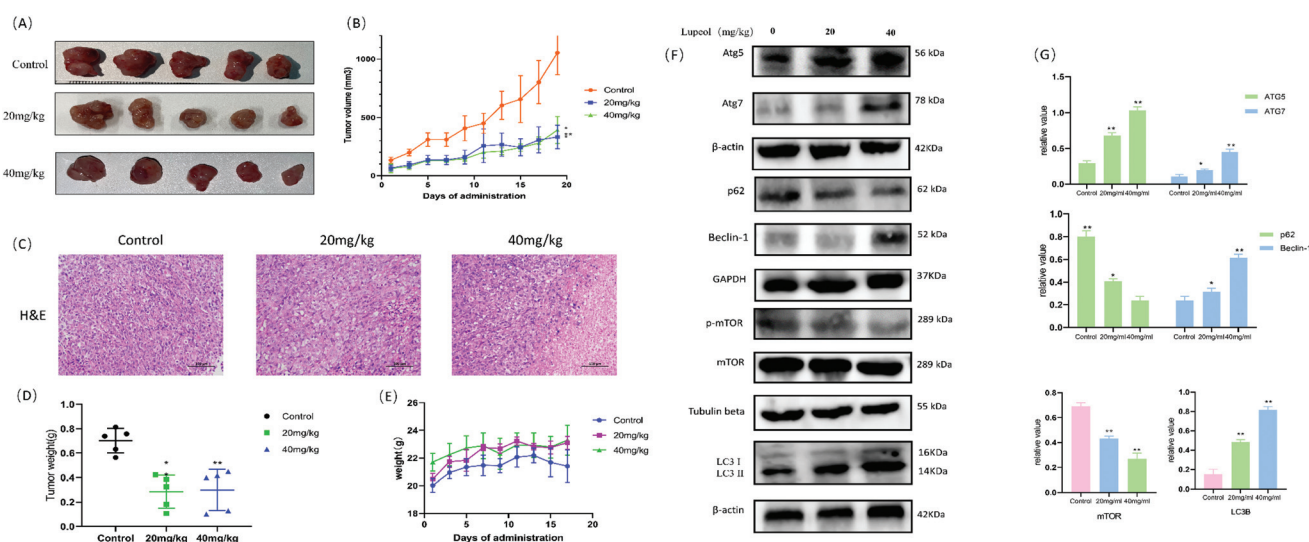 (A)
Control
20mg/kg
40mg/kg
(B)
Tumor volume (mm3)
1000
600
400
200
0
0 5 10 15 20
Days of administration
Control
20mg/kg
40mg/kg
*
**
(C)
Control 20mg/kg 40mg/kg
H&E
(D)
Tumor weight(g)
1.0
0.8
0.6
0.4
0.2
0.0
Control 20mg/kg 40mg/kg
* **
*
Control
20mg/kg
40mg/kg
(E)
weight(g)
26
24
22
20
0 5 10 15 20
Days of administration
Control
20mg/kg
40mg/kg
(F)
Lupeol (mg/kg) 0 20 40
Atg5 56 kDa
Atg7 78 kDa
β-actin 42KDa
p62 62 kDa
Beclin-1 52 kDa
GAPDH 37KDa
p-mTOR 289 kDa
mTOR 289 kDa
Tubulin beta 55 kDa
LC3 I 16KDa
LC3 II 14KDa
β-actin 42KDa
(G)
relative value
1.5
1.0
0.5
0.0
** ** * **
Control 20mg/ml 40mg/ml Control 20mg/ml 40mg/ml
ATG5
ATG7
relative value
1.0
0.8
0.6
0.4
0.2
0.0
** * * **
Control 20mg/ml 40mg/ml Control 20mg/ml 40mg/ml
p62
Beclin-1
relative value
0.8
0.6
0.4
0.2
0.0
** **
Control 20mg/ml 40mg/ml
mTOR
relative value
1.0
0.8
0.6
0.4
0.2
0.0
** **
Control 20mg/ml 40mg/ml
LC3B